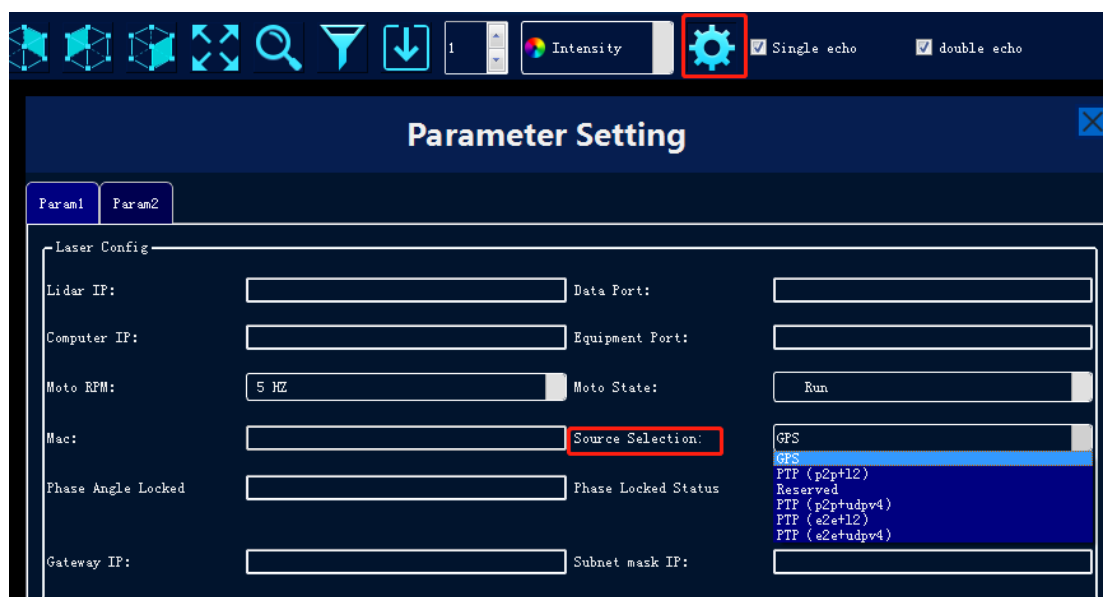 1 Intensity Single echo double echo
Parameter Setting
Param1 Param2
Laser Config
Lidar IP: Data Port:
Computer IP: Equipment Port:
Moto RPM: 5 HZ Moto State: Run
Mac: Source Selection: GPS
GPS
PTP (p2p+l2)
Phase Angle Locked Phase Locked Status Reserved
PTP (p2p+udpv4)
PTP (e2e+l2)
PTP (e2e+udpv4)
Gateway IP: Subnet mask IP: